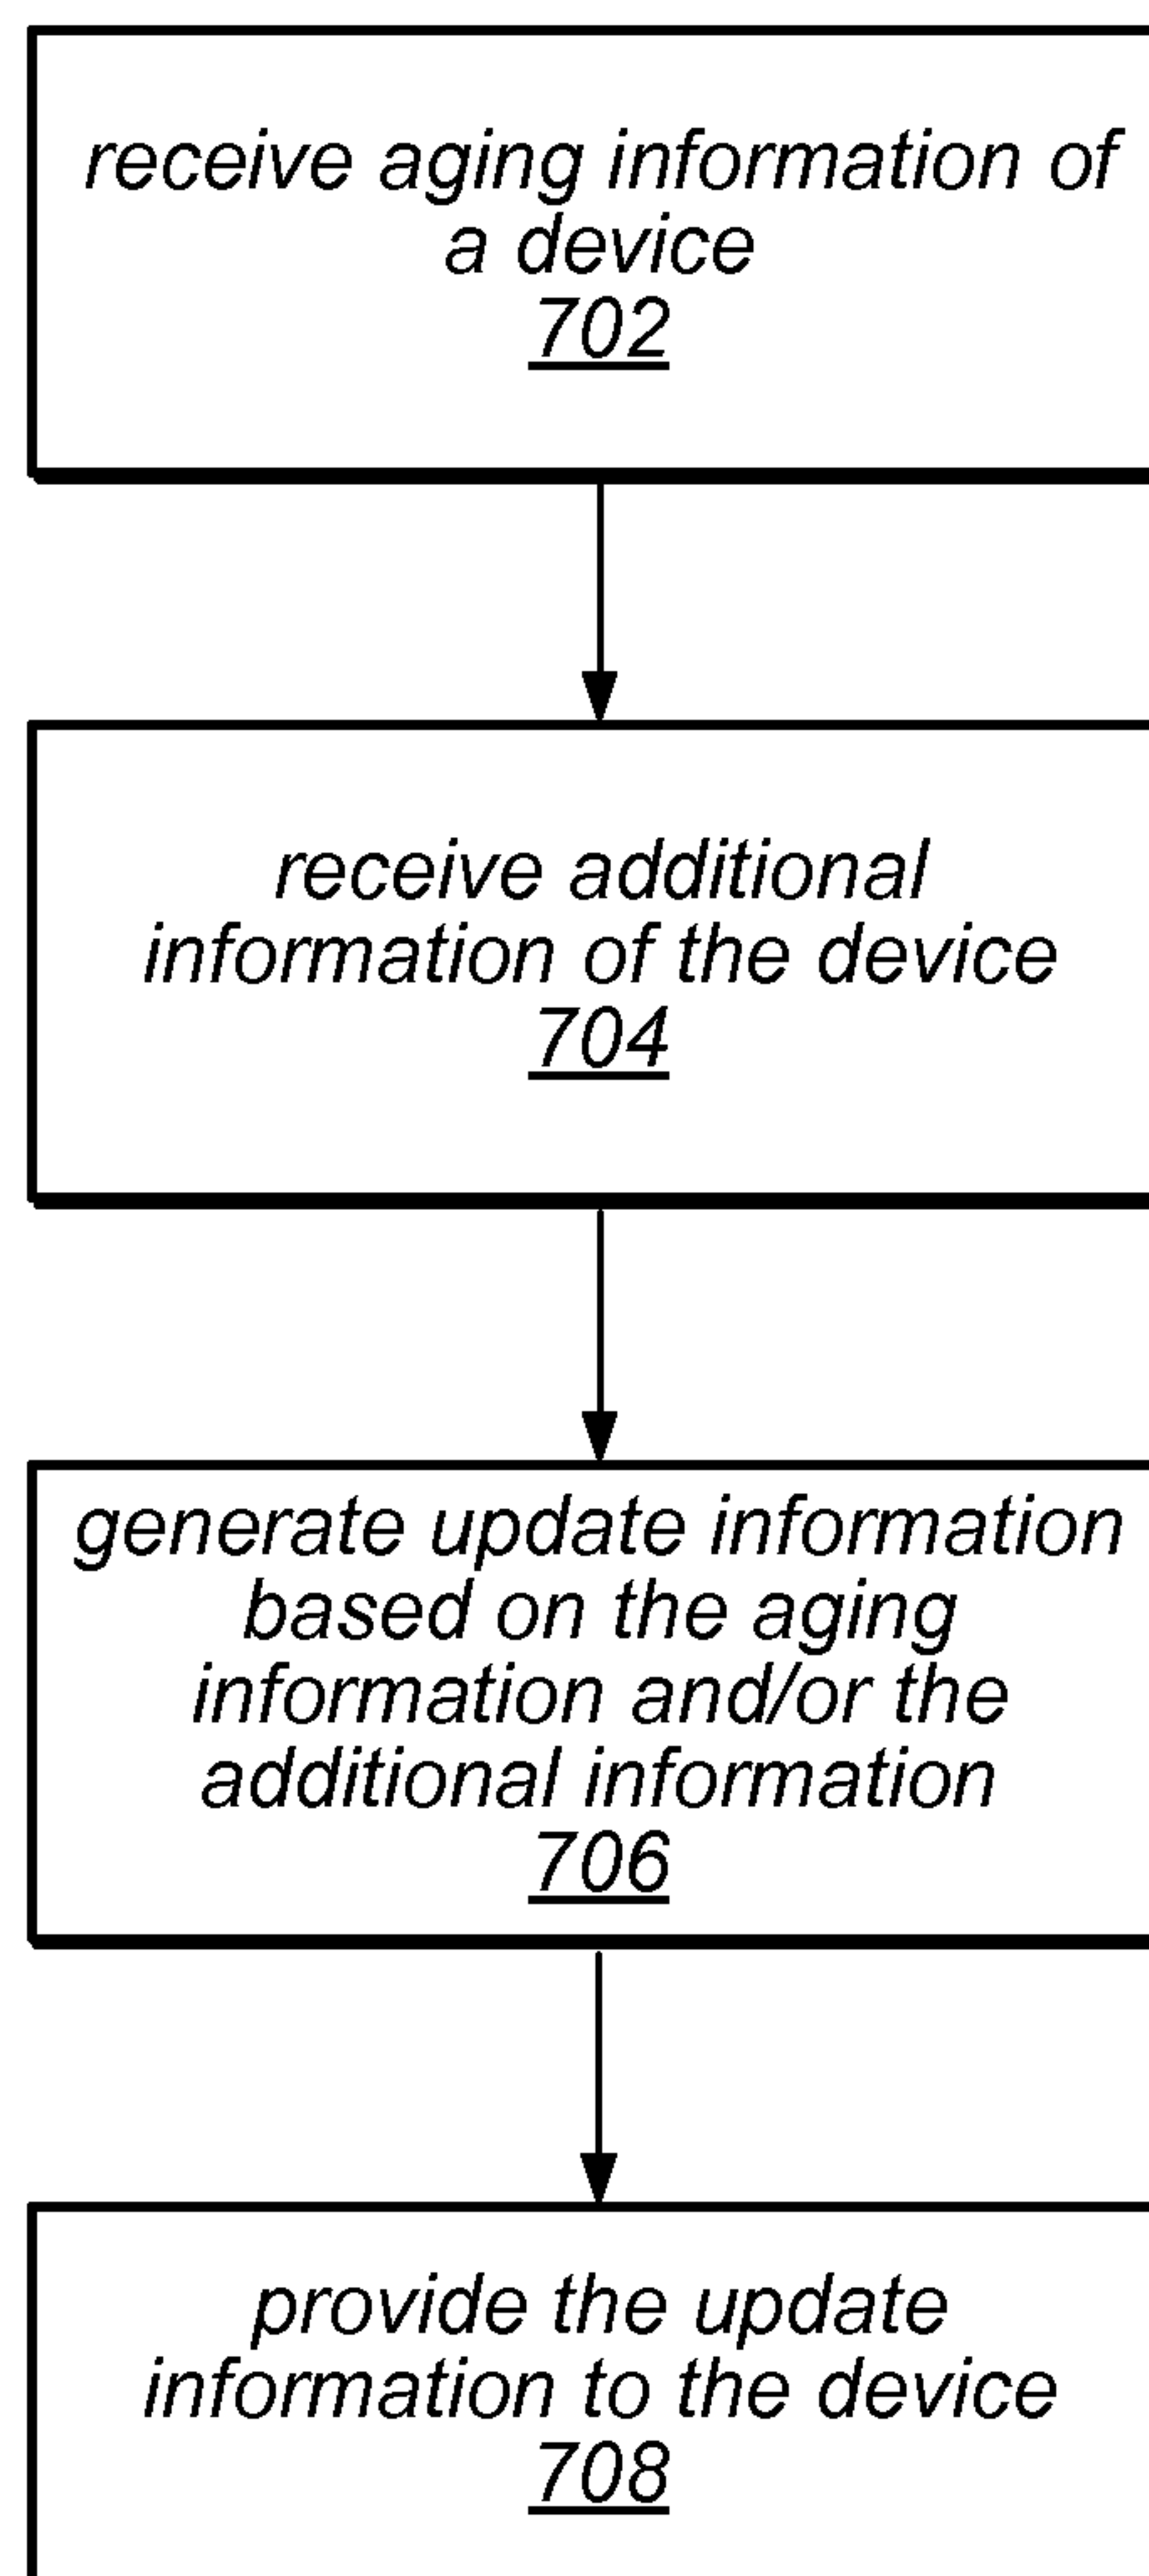 receive aging information of
a device
702
receive additional
information of the device
704
generate update information
based on the aging
information and/or the
additional information
706
provide the update
information to the device
708